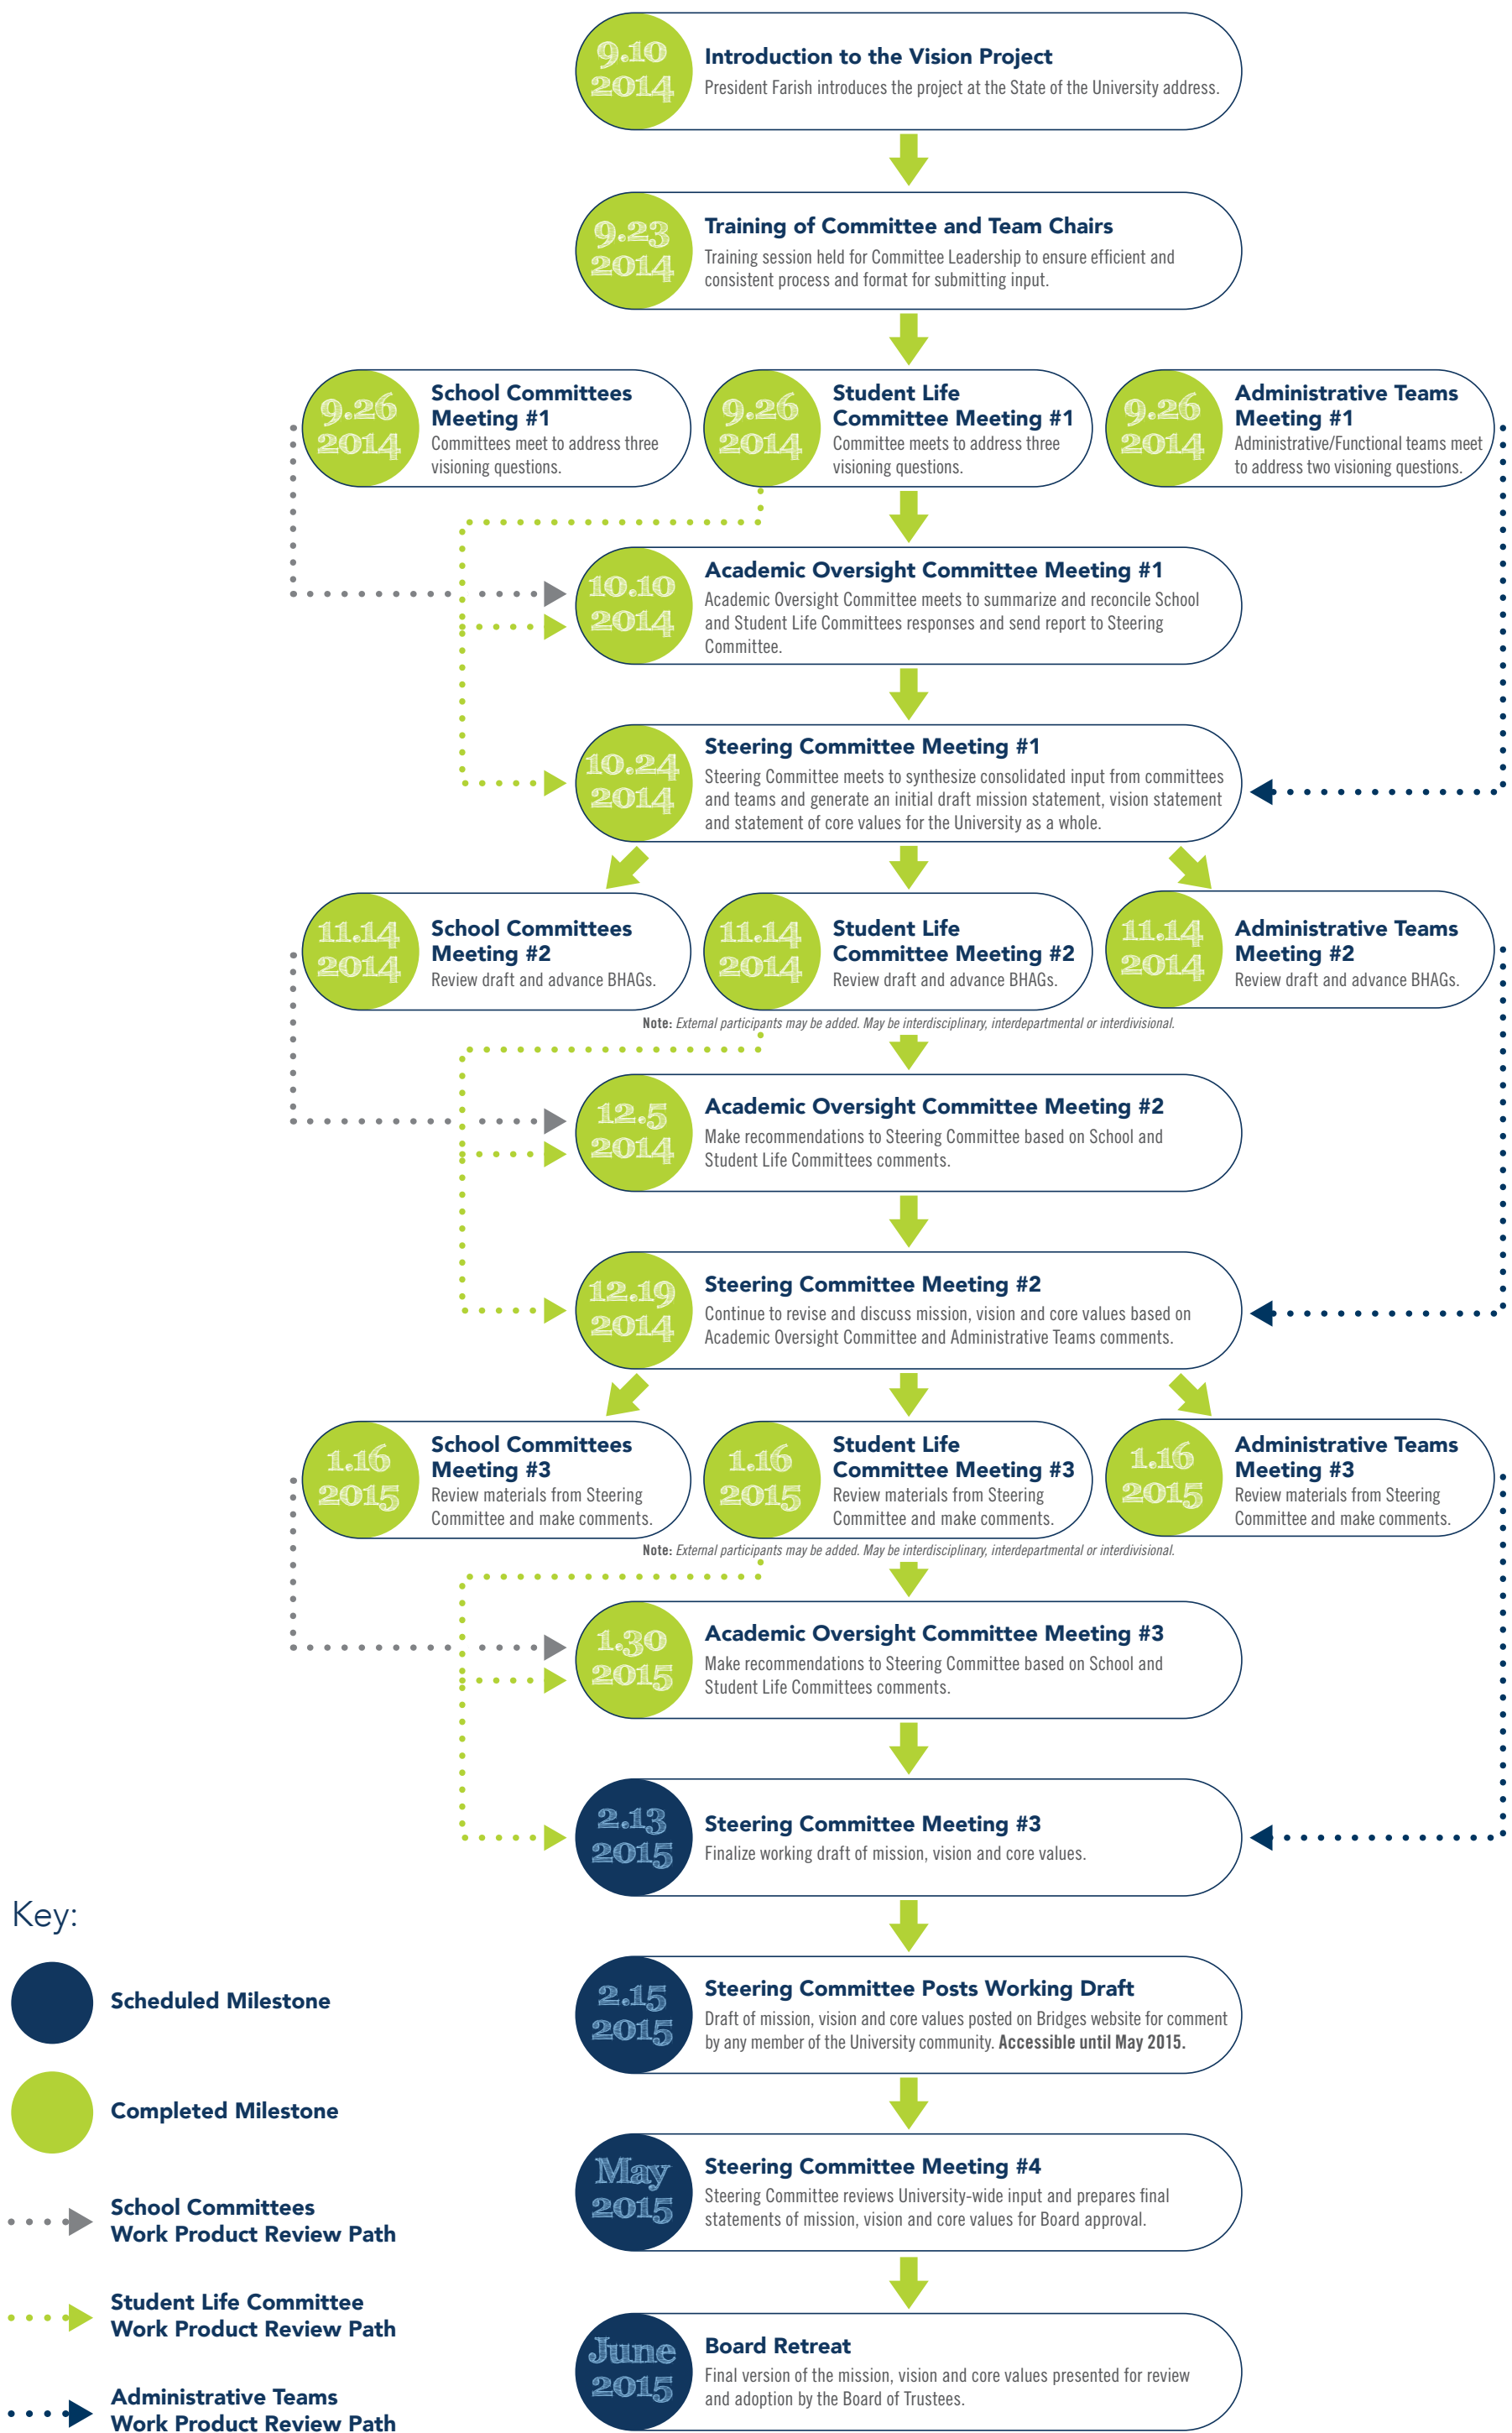 9.10
2014
Introduction to the Vision Project
President Farish introduces the project at the State of the University address.
9.23
2014
Training of Committee and Team Chairs
Training session held for Committee Leadership to ensure efficient and
consistent process and format for submitting input.
9.26
2014
School Committees
Meeting #1
Committees meet to address three
visioning questions.
9.26
2014
Student Life
Committee Meeting #1
Committee meets to address three
visioning questions.
9.26
2014
Administrative Teams
Meeting #1
Administrative/Functional teams meet
to address two visioning questions.
10.10
2014
Academic Oversight Committee Meeting #1
Academic Oversight Committee meets to summarize and reconcile School
and Student Life Committees responses and send report to Steering
Committee.
10.24
2014
Steering Committee Meeting #1
Steering Committee meets to synthesize consolidated input from committees
and teams and generate an initial draft mission statement, vision statement
and statement of core values for the University as a whole.
11.14
2014
School Committees
Meeting #2
Review draft and advance BHAGs.
11.14
2014
Student Life
Committee Meeting #2
Review draft and advance BHAGs.
11.14
2014
Administrative Teams
Meeting #2
Review draft and advance BHAGs.
Note: External participants may be added. May be interdisciplinary, interdepartmental or interdivisional.
12.5
2014
Academic Oversight Committee Meeting #2
Make recommendations to Steering Committee based on School and
Student Life Committees comments.
12.19
2014
Steering Committee Meeting #2
Continue to revise and discuss mission, vision and core values based on
Academic Oversight Committee and Administrative Teams comments.
1.16
2015
School Committees
Meeting #3
Review materials from Steering
Committee and make comments.
1.16
2015
Student Life
Committee Meeting #3
Review materials from Steering
Committee and make comments.
1.16
2015
Administrative Teams
Meeting #3
Review materials from Steering
Committee and make comments.
Note: External participants may be added. May be interdisciplinary, interdepartmental or interdivisional.
1.30
2015
Academic Oversight Committee Meeting #3
Make recommendations to Steering Committee based on School and
Student Life Committees comments.
2.13
2015
Steering Committee Meeting #3
Finalize working draft of mission, vision and core values.
2.15
2015
Steering Committee Posts Working Draft
Draft of mission, vision and core values posted on Bridges website for comment
by any member of the University community. Accessible until May 2015.
May
2015
Steering Committee Meeting #4
Steering Committee reviews University-wide input and prepares final
statements of mission, vision and core values for Board approval.
June
2015
Board Retreat
Final version of the mission, vision and core values presented for review
and adoption by the Board of Trustees.
Key:
Scheduled Milestone
Completed Milestone
School Committees
Work Product Review Path
Student Life Committee
Work Product Review Path
Administrative Teams
Work Product Review Path